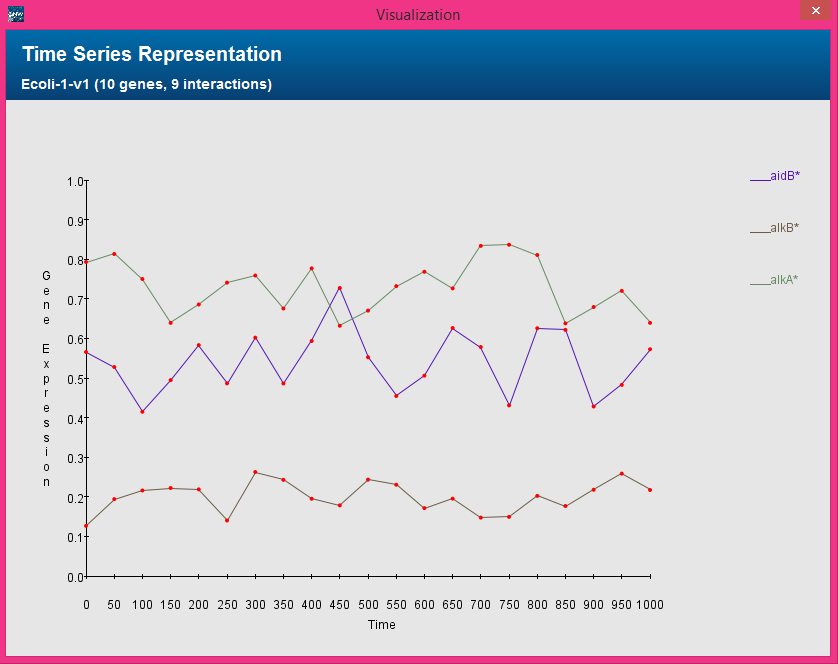 Visualization
Time Series Representation
Ecoli-1-v1 (10 genes, 9 interactions)
aidB*
alkB*
alkA*
Gene Expression
1.0
0.9
0.8
0.7
0.6
0.5
0.4
0.3
0.2
0.1
0.0
0 50 100 150 200 250 300 350 400 450 500 550 600 650 700 750 800 850 900 950 1000
Time